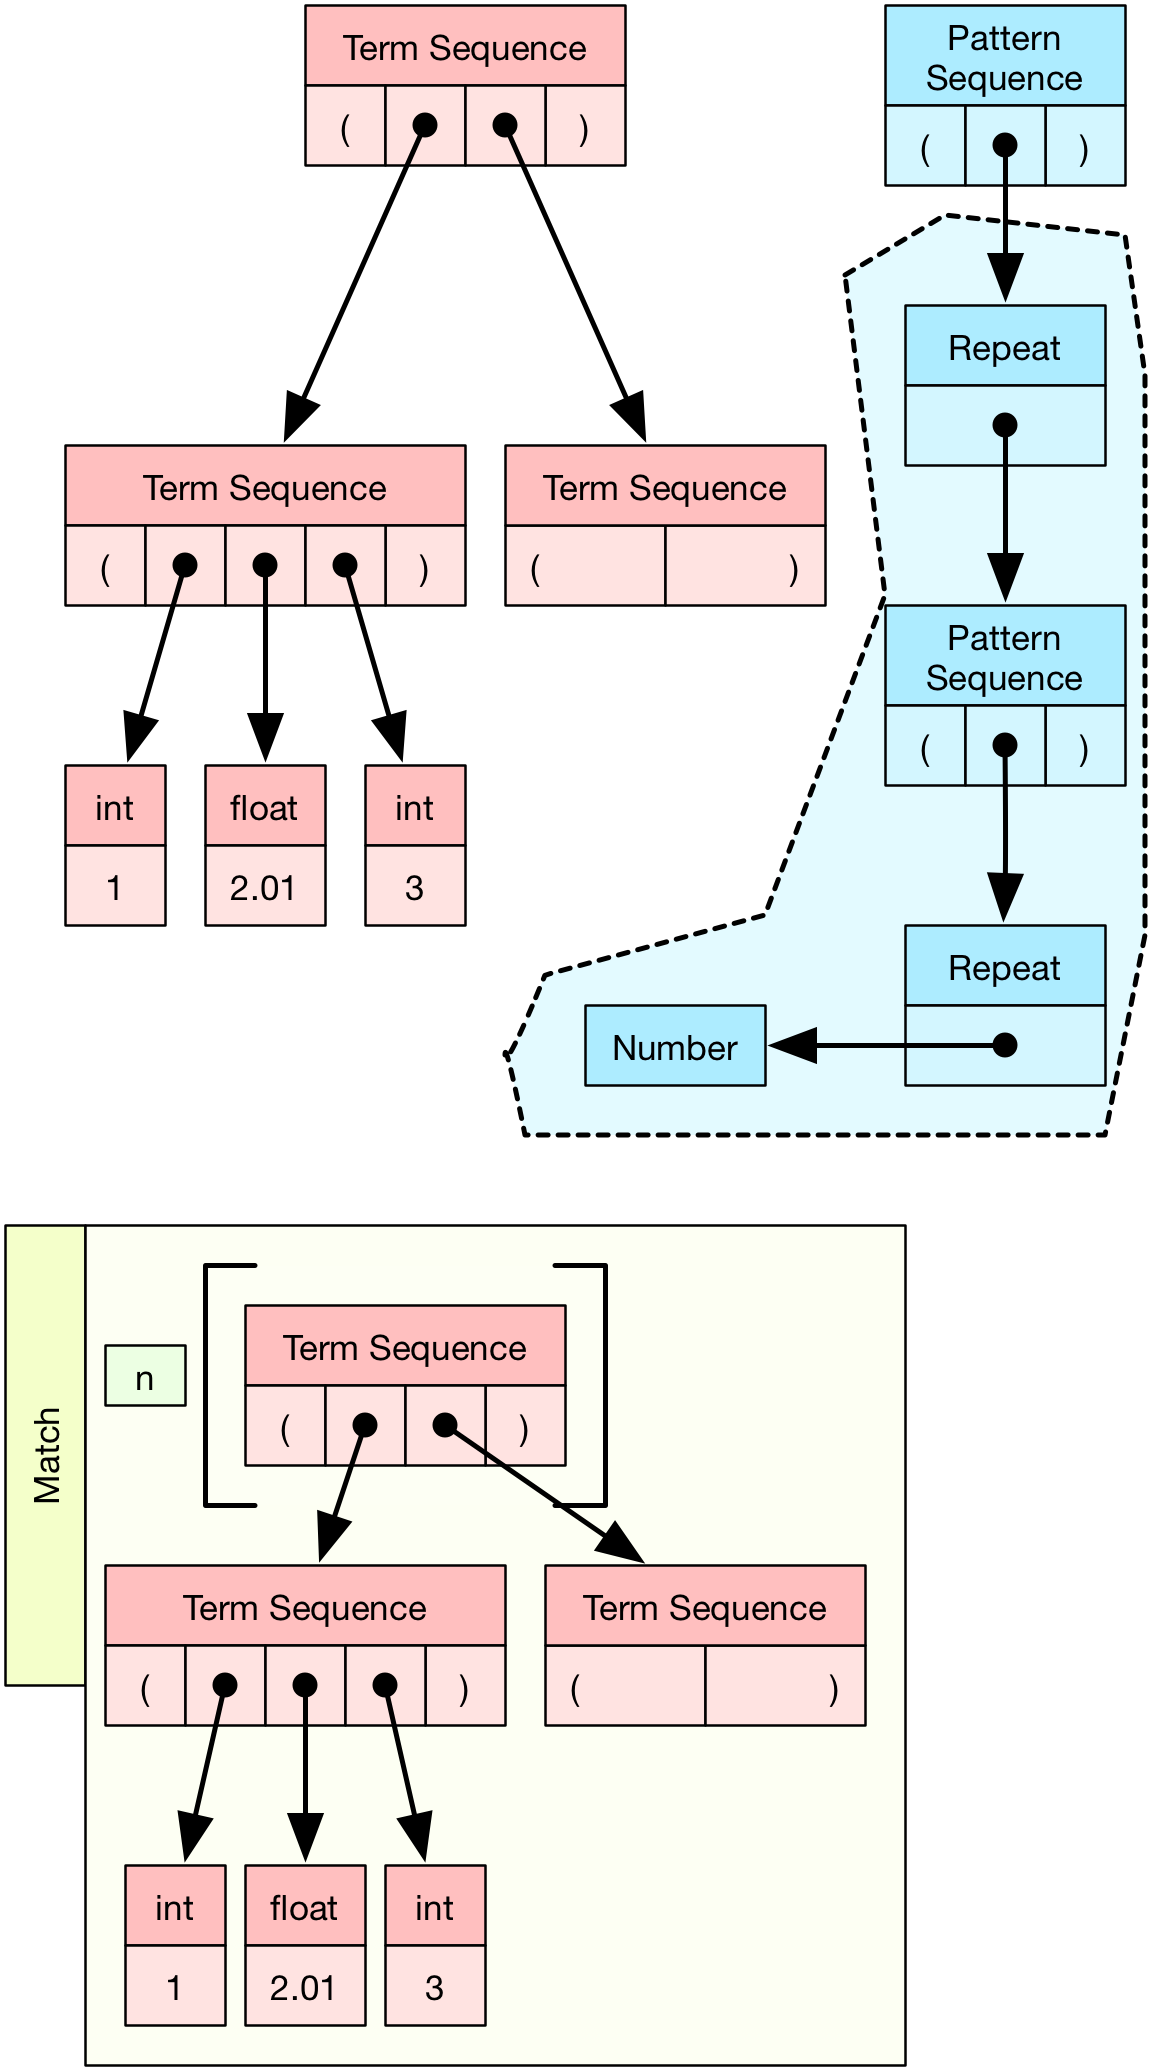 Term Sequence
( )
Pattern
Sequence
( )
Repeat
Term Sequence
( )
Term Sequence
( )
Pattern
Sequence
( )
int
1
float
2.01
int
3
Repeat
Number
Match
n
Term Sequence
( )
Term Sequence
( )
Term Sequence
( )
int
1
float
2.01
int
3